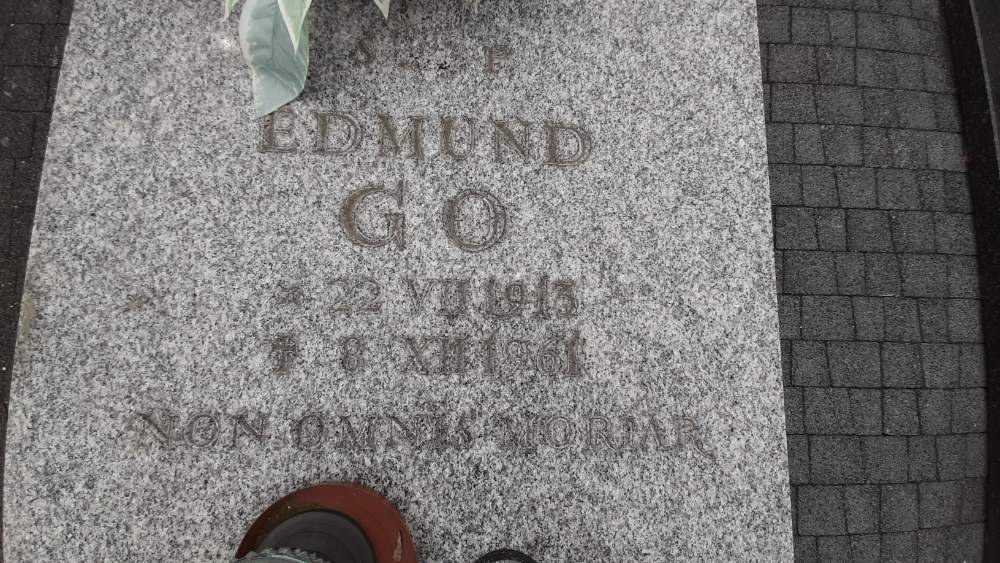 S P
EDMUND
GO
* 22 VII 1913
✝ 8 XII 1961
NON OMNIS MORIAR